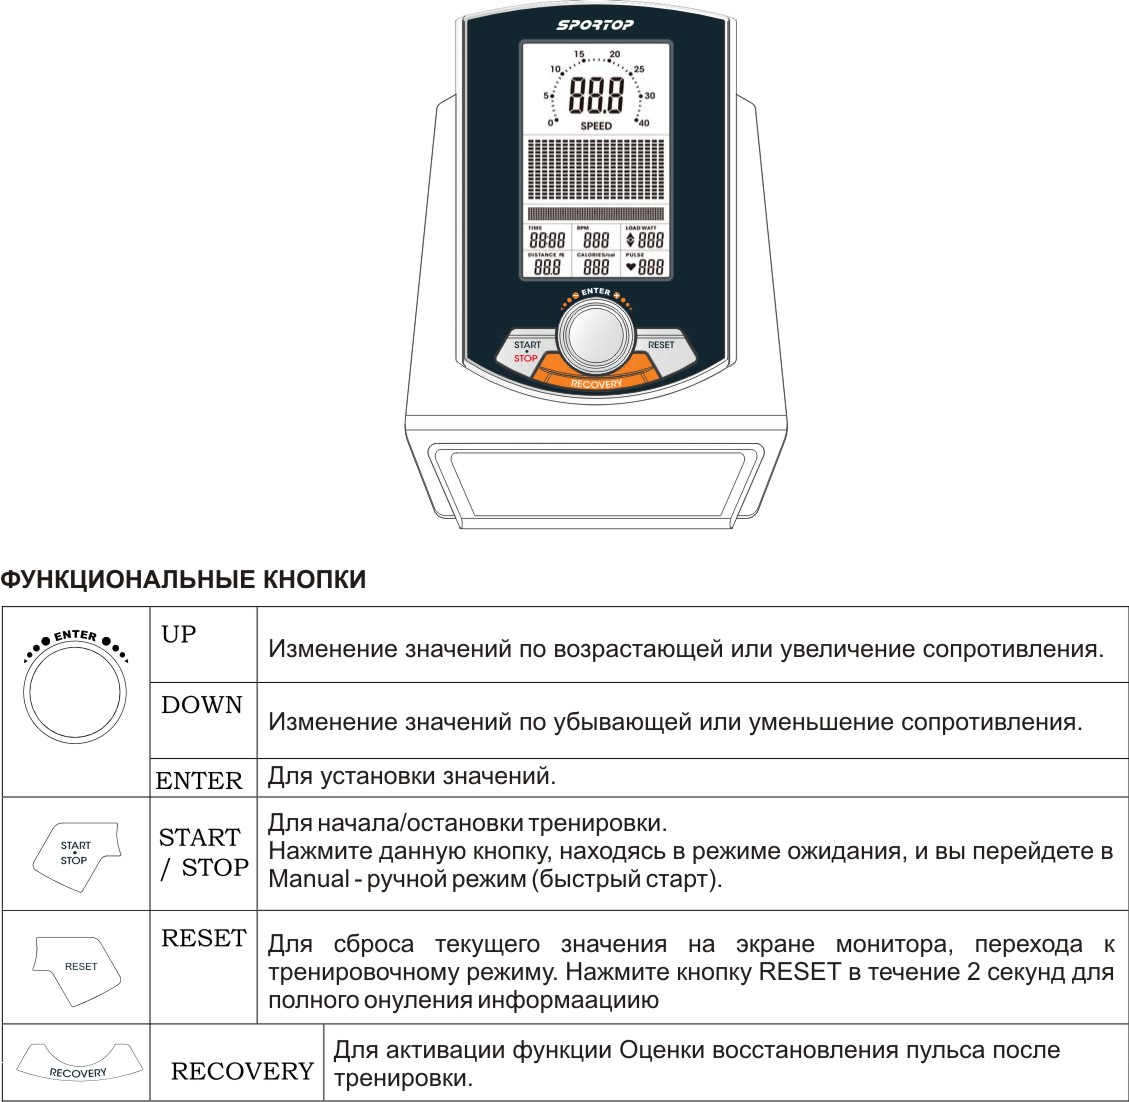 SPORTOP
15 20
10 25
88.8
5 30
0 40
SPEED
TIME RPM LOAD WATT
88:88 888 888
DISTANCE CALORIES/cal PULSE
88.8 888 888
ENTER
START RESET
STOP
RECOVERY
ФУНКЦИОНАЛЬНЫЕ КНОПКИ
ENTER
UP
Изменение значений по возрастающей или увеличение сопротивления.
DOWN
Изменение значений по убывающей или уменьшение сопротивления.
ENTER
Для установки значений.
START
STOP
START
/ STOP
Для начала/остановки тренировки.
Нажмите данную кнопку, находясь в режиме ожидания, и вы перейдете в
Manual - ручной режим (быстрый старт).
RESET
RESET
Для сброса текущего значения на экране монитора, перехода к
тренировочному режиму. Нажмите кнопку RESET в течение 2 секунд для
полного онуления информаациию
RECOVERY
RECOVERY
Для активации функции Оценки восстановления пульса после
тренировки.